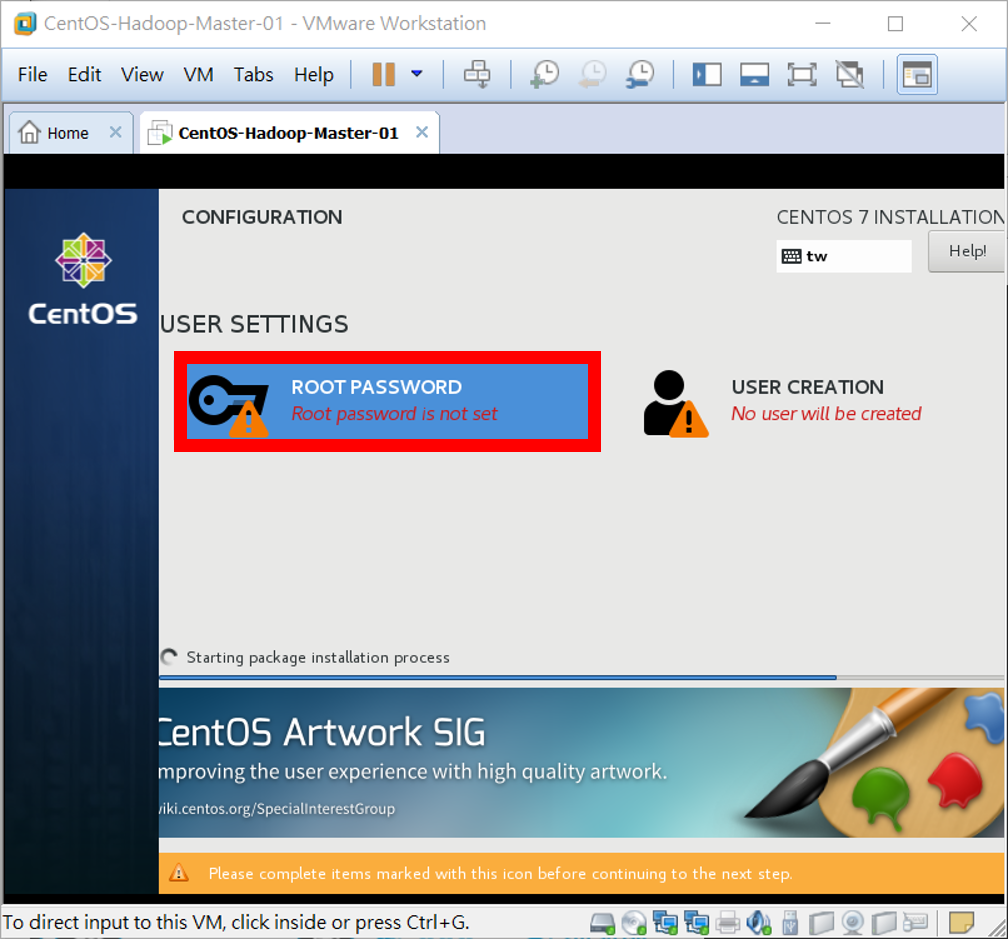 CentOS-Hadoop-Master-01 - VMware Workstation
File Edit View VM Tabs Help
Home CentOS-Hadoop-Master-01
CentOS
CONFIGURATION
CENTOS 7 INSTALLATION
tw
Help!
USER SETTINGS
ROOT PASSWORD
Root password is not set
USER CREATION
No user will be created
Starting package installation process
CentOS Artwork SIG
mproving the user experience with high quality artwork.
wiki.centos.org/SpecialInterestGroup
Please complete items marked with this icon before continuing to the next step.
To direct input to this VM, click inside or press Ctrl+G.